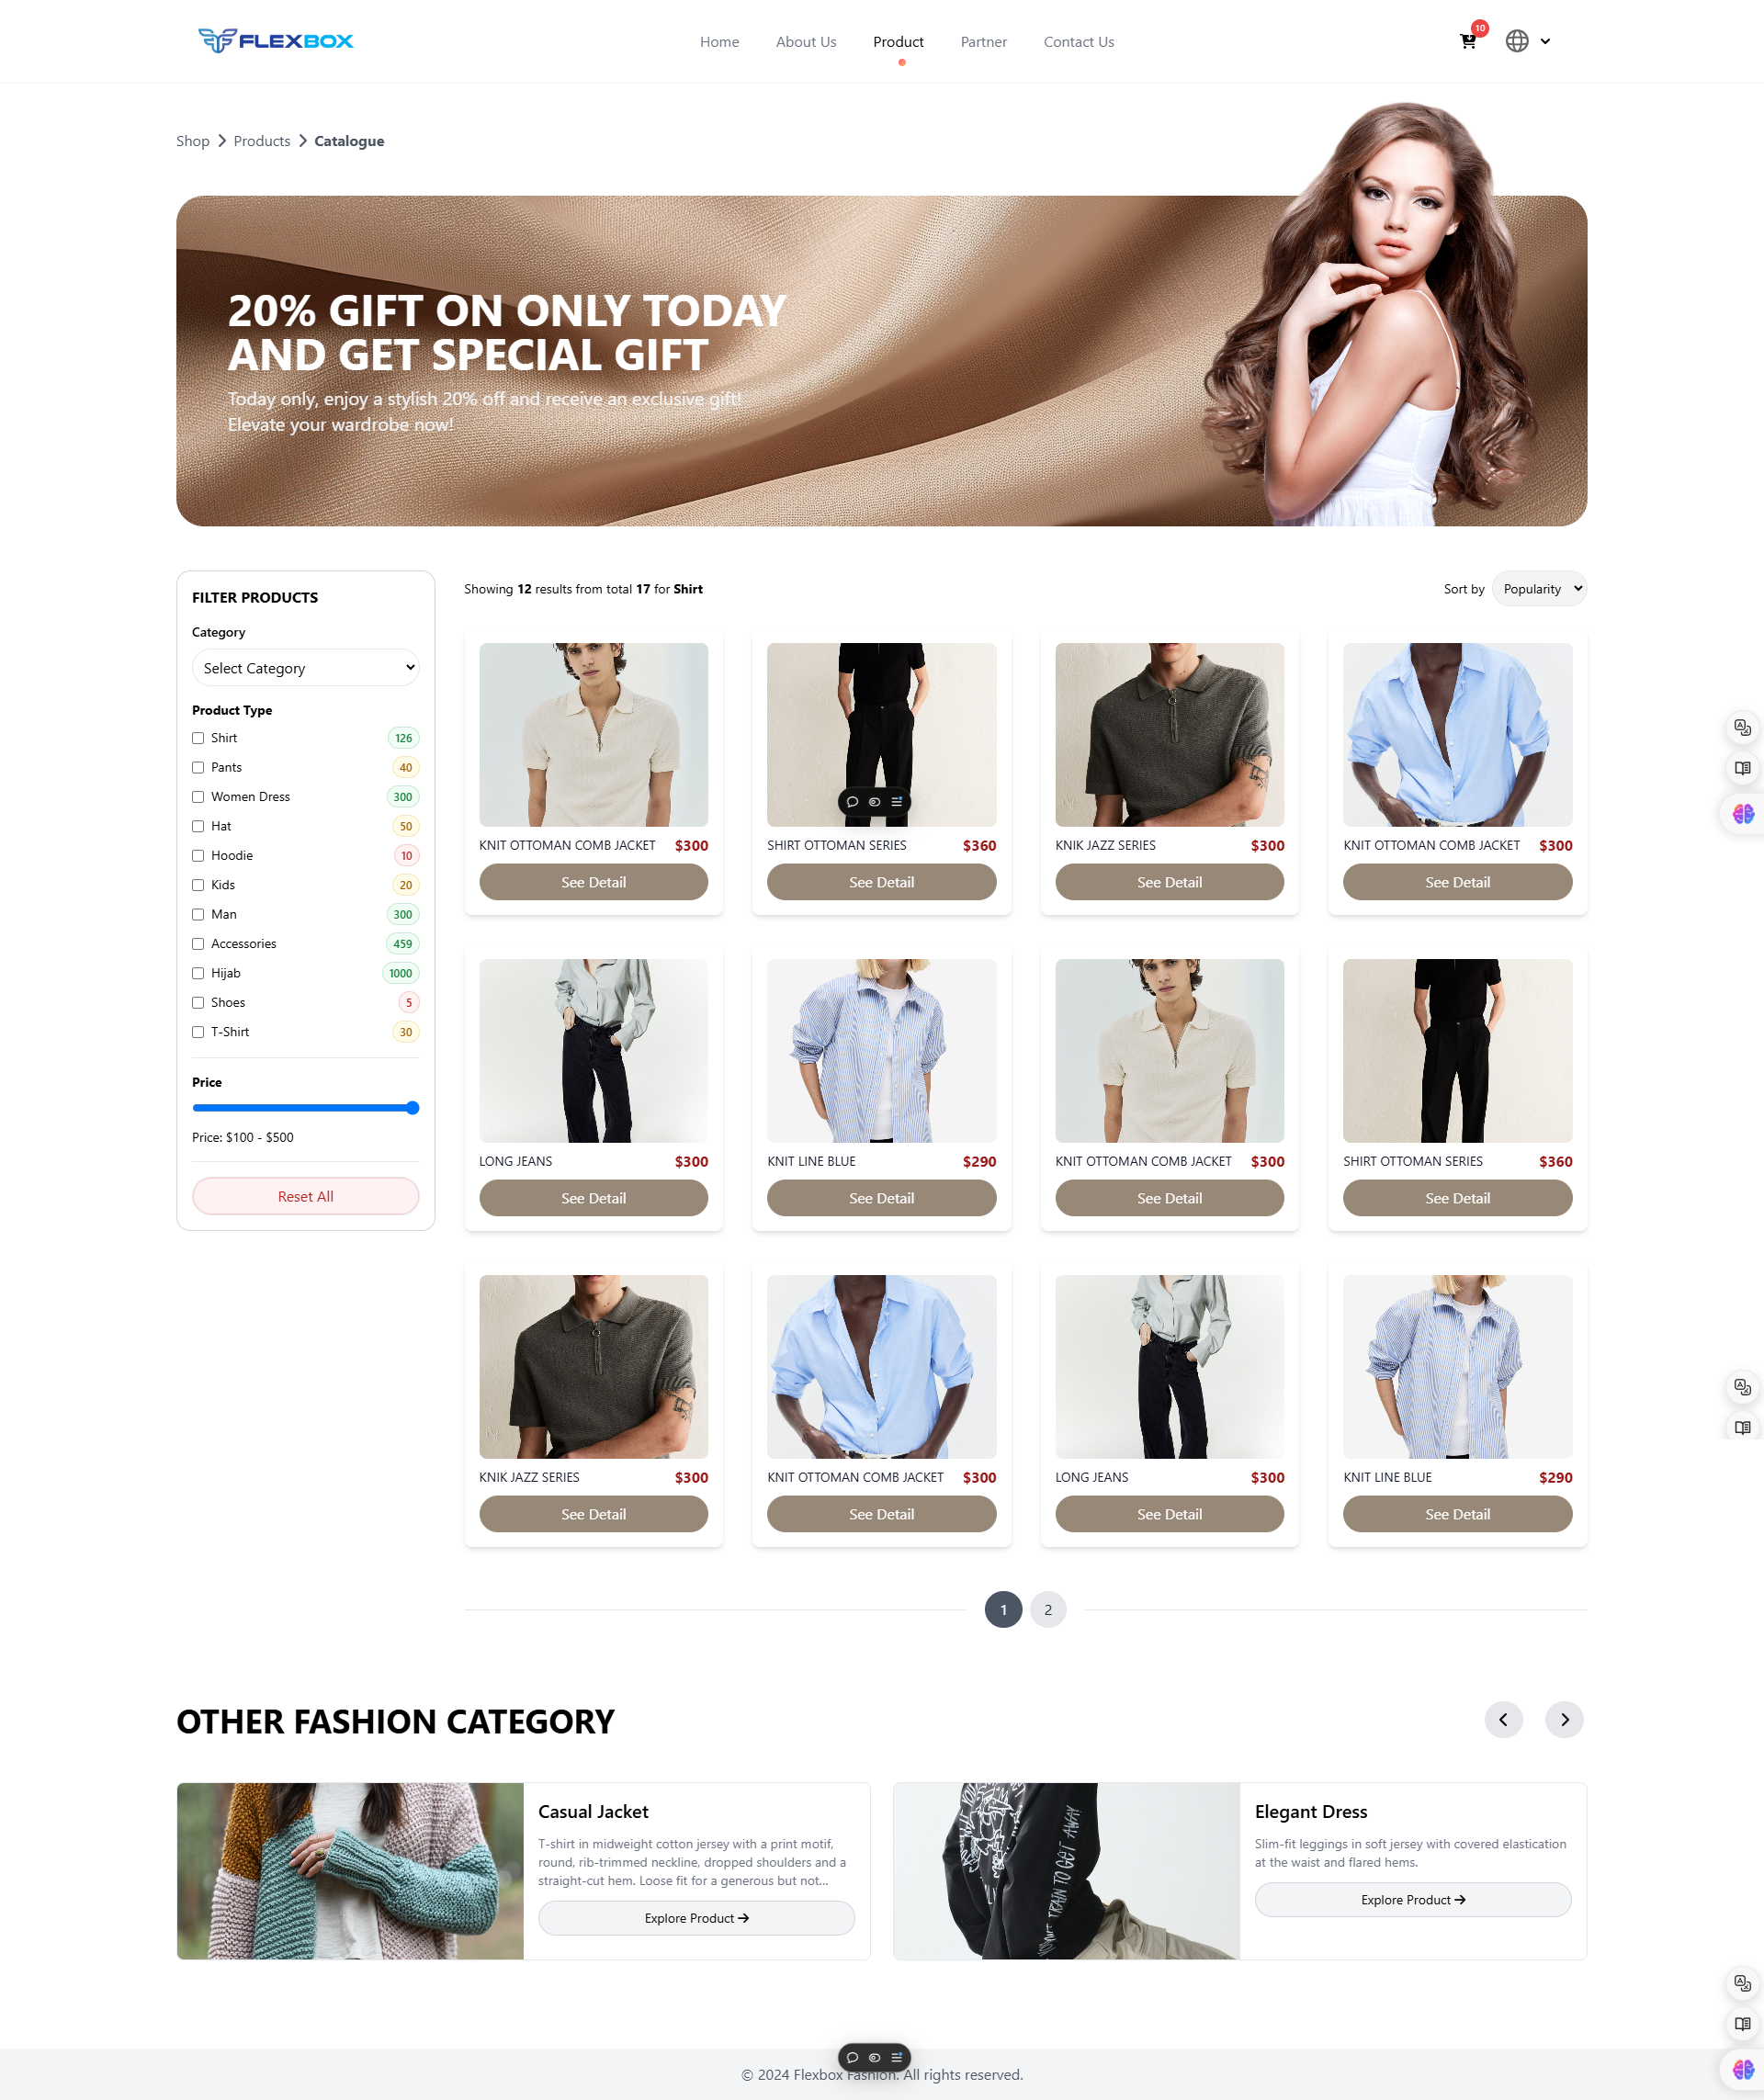 FLEXBOX
Home
About Us
Product
Partner
Contact Us
10
Shop
Products
Catalogue
20% GIFT ON ONLY TODAY
AND GET SPECIAL GIFT
Today only, enjoy a stylish 20% off and receive an exclusive gift!
Elevate your wardrobe now!
FILTER PRODUCTS
Category
Select Category
Product Type
Shirt 126
Pants 40
Women Dress 300
Hat 50
Hoodie 10
Kids 20
Man 300
Accessories 459
Hijab 1000
Shoes 5
T-Shirt 30
Price
Price: $100 - $500
Reset All
Showing 12 results from total 17 for Shirt
Sort by Popularity
KNIT OTTOMAN COMB JACKET $300
See Detail
SHIRT OTTOMAN SERIES $360
See Detail
KNIK JAZZ SERIES $300
See Detail
KNIT OTTOMAN COMB JACKET $300
See Detail
LONG JEANS $300
See Detail
KNIT LINE BLUE $290
See Detail
KNIT OTTOMAN COMB JACKET $300
See Detail
SHIRT OTTOMAN SERIES $360
See Detail
KNIK JAZZ SERIES $300
See Detail
KNIT OTTOMAN COMB JACKET $300
See Detail
LONG JEANS $300
See Detail
KNIT LINE BLUE $290
See Detail
1 2
OTHER FASHION CATEGORY
Casual Jacket
T-shirt in midweight cotton jersey with a print motif,
round, rib-trimmed neckline, dropped shoulders and a
straight-cut hem. Loose fit for a generous but not...
Explore Product
TRAIN TO GET AWAY
Elegant Dress
Slim-fit leggings in soft jersey with covered elastication
at the waist and flared hems.
Explore Product
© 2024 Flexbox Fashion. All rights reserved.